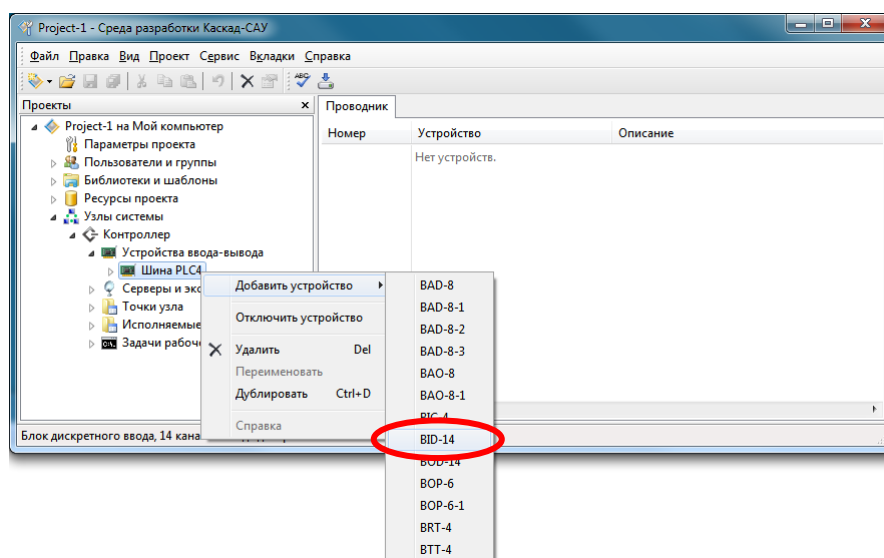 Project-1 - Среда разработки Каскад-САУ
Файл Правка Вид Проект Сервис Вкладки Справка
ABC
Проекты x
Project-1 на Мой компьютер
Параметры проекта
Пользователи и группы
Библиотеки и шаблоны
Ресурсы проекта
Узлы системы
Контроллер
Устройства ввода-вывода
Шина PLC4
Серверы и экс
Точки узла
Исполняемые
Задачи рабоч
Проводник
Номер Устройство Описание
Нет устройств.
Добавить устройство
Отключить устройство
Удалить Del
Переименовать
Дублировать Ctrl+D
Справка
BAD-8
BAD-8-1
BAD-8-2
BAD-8-3
BAO-8
BAO-8-1
BIC-4
BID-14
BOD-14
BOP-6
BOP-6-1
BRT-4
BTT-4
Блок дискретного ввода, 14 кана